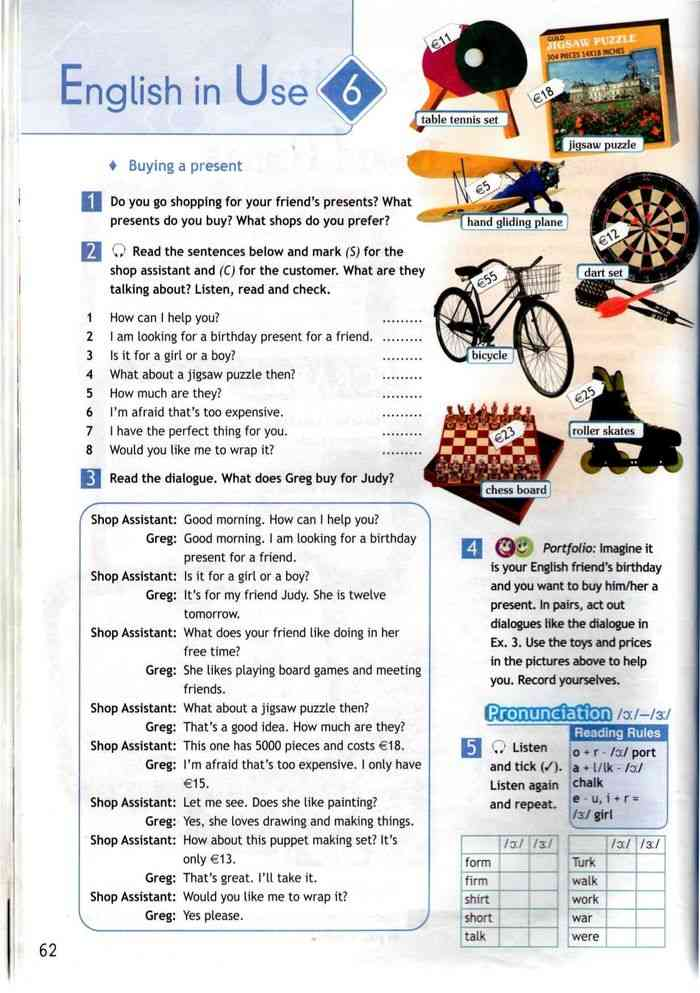 English in Use 6
♦ Buying a present
1 Do you go shopping for your friend's presents? What
presents do you buy? What shops do you prefer?
2 Read the sentences below and mark (S) for the
shop assistant and (C) for the customer. What are they
talking about? Listen, read and check.
1 How can I help you? .........
2 I am looking for a birthday present for a friend. .........
3 Is it for a girl or a boy? .........
4 What about a jigsaw puzzle then? .........
5 How much are they? .........
6 I'm afraid that's too expensive. .........
7 I have the perfect thing for you. .........
8 Would you like me to wrap it? .........
3 Read the dialogue. What does Greg buy for Judy?
Shop Assistant: Good morning. How can I help you?
Greg: Good morning. I am looking for a birthday
present for a friend.
Shop Assistant: Is it for a girl or a boy?
Greg: It's for my friend Judy. She is twelve
tomorrow.
Shop Assistant: What does your friend like doing in her
free time?
Greg: She likes playing board games and meeting
friends.
Shop Assistant: What about a jigsaw puzzle then?
Greg: That's a good idea. How much are they?
Shop Assistant: This one has 5000 pieces and costs €18.
Greg: I'm afraid that's too expensive. I only have
€15.
Shop Assistant: Let me see. Does she like painting?
Greg: Yes, she loves drawing and making things.
Shop Assistant: How about this puppet making set? It's
only €13.
Greg: That's great. I'll take it.
Shop Assistant: Would you like me to wrap it?
Greg: Yes please.
62
€11
table tennis set
GUILD
JIGSAW PUZZLE
304 PIECES 14X18 INCHES
€18
jigsaw puzzle
€5
hand gliding plane
€12
dart set
€55
bicycle
€25
roller skates
€23
chess board
4 Portfolio: Imagine it
is your English friend's birthday
and you want to buy him/her a
present. In pairs, act out
dialogues like the dialogue in
Ex. 3. Use the toys and prices
in the pictures above to help
you. Record yourselves.
Pronunciation /ɔː/–/ɜː/
5 Listen
and tick (✓).
Listen again
and repeat.
Reading Rules
o + r - /ɔː/ port
a + l/lk - /ɔː/
chalk
e - u, i + r =
/ɜː/ girl
/ɔː/ /ɜː/
form
firm
shirt
short
talk
/ɔː/ /ɜː/
Turk
walk
work
war
were